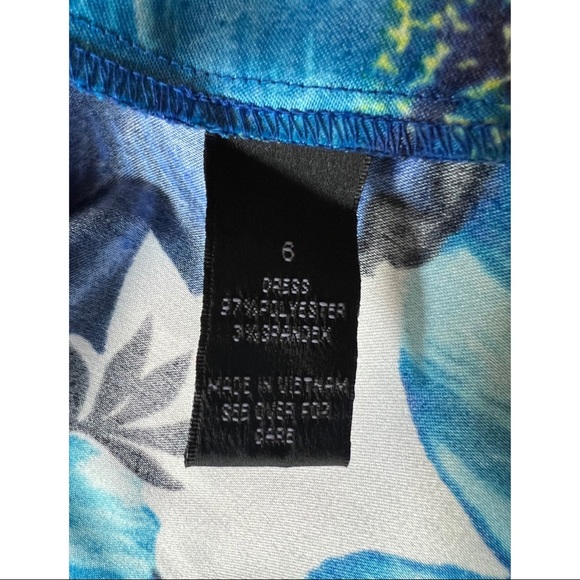 6
DRESS
97% POLYESTER
3% SPANDEX
MADE IN VIETNAM
SEE OVER FOR
CARE